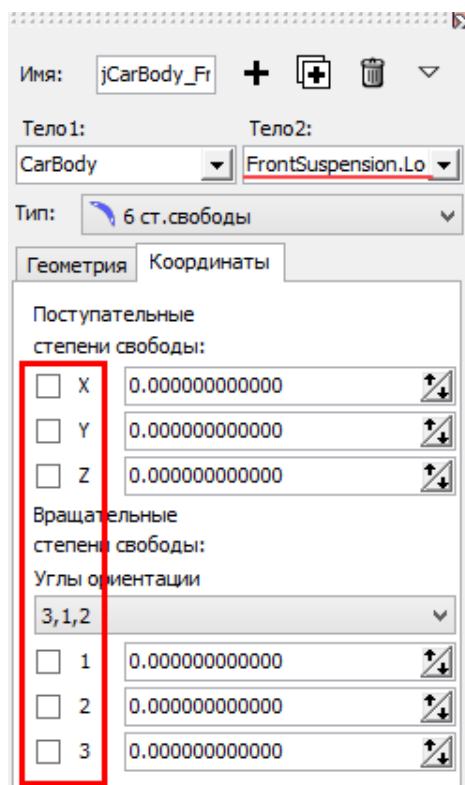 Имя: jCarBody_Fr
Тело1: Тело2:
CarBody FrontSuspension.Lo
Тип: 6 ст.свободы
Геометрия Координаты
Поступательные
степени свободы:
X 0.000000000000
Y 0.000000000000
Z 0.000000000000
Вращательные
степени свободы:
Углы ориентации
3,1,2
1 0.000000000000
2 0.000000000000
3 0.000000000000